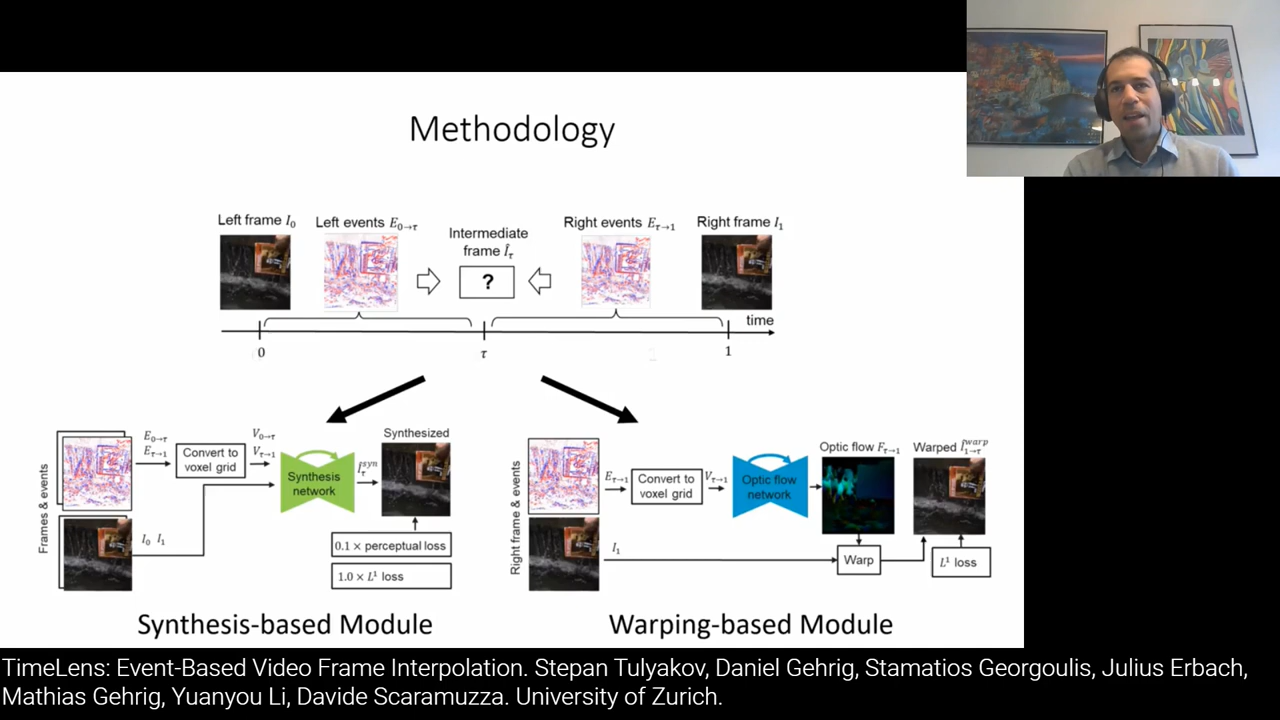 Methodology
Left frame I₀
Left events E₀→τ
Intermediate
frame Îτ
Right events Eτ→₁
Right frame I₁
?
time
0
τ
1
Frames & events
E₀→τ
Eτ→₁
Convert to
voxel grid
V₀→τ
Vτ→₁
Synthesis
network
Îτˢʸⁿ
Synthesized
I₀ I₁
0.1 × perceptual loss
1.0 × L¹ loss
Synthesis-based Module
Right frame & events
Eτ→₁
Convert to
voxel grid
Vτ→₁
Optic flow
network
Optic flow Fτ→₁
Warped Î₁→τʷᵃʳᵖ
I₁
Warp
L¹ loss
Warping-based Module
TimeLens: Event-Based Video Frame Interpolation. Stepan Tulyakov, Daniel Gehrig, Stamatios Georgoulis, Julius Erbach,
Mathias Gehrig, Yuanyou Li, Davide Scaramuzza. University of Zurich.